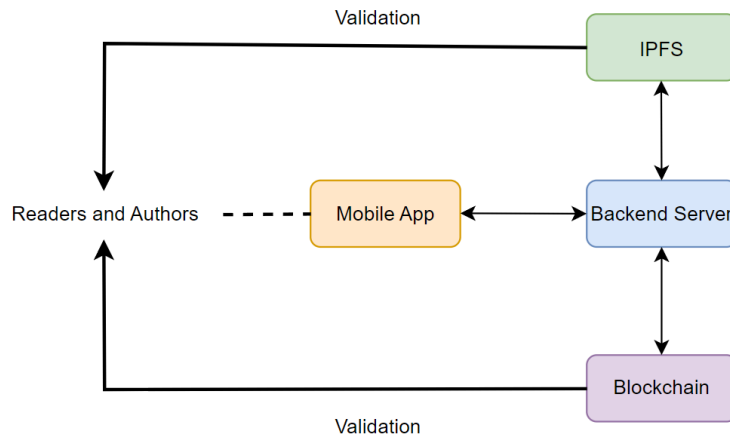 Validation
IPFS
Readers and Authors
Mobile App
Backend Server
Blockchain
Validation